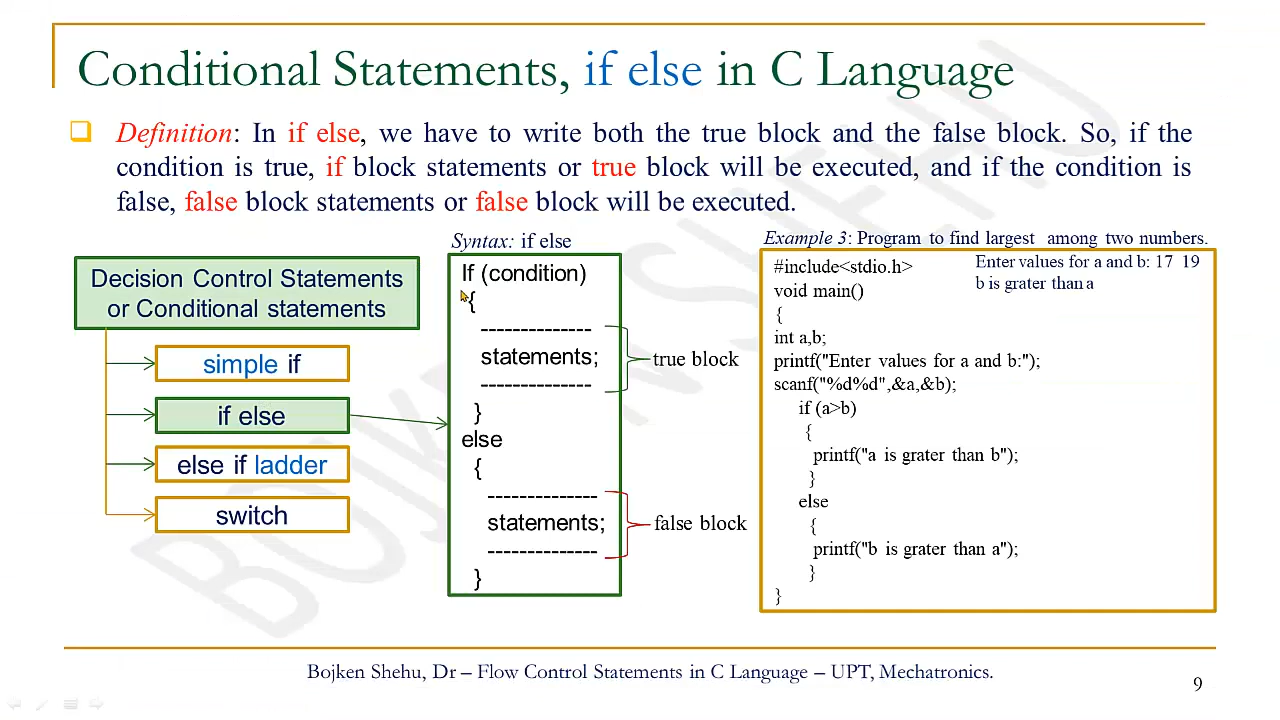 Conditional Statements, if else in C Language
Definition: In if else, we have to write both the true block and the false block. So, if the
condition is true, if block statements or true block will be executed, and if the condition is
false, false block statements or false block will be executed.
Decision Control Statements
or Conditional statements
simple if
if else
else if ladder
switch
Syntax: if else
If (condition)
{
--------------
statements;
--------------
}
else
{
--------------
statements;
--------------
}
true block
false block
Example 3: Program to find largest among two numbers.
#include<stdio.h>
void main()
{
int a,b;
printf("Enter values for a and b:");
scanf("%d%d",&a,&b);
if (a>b)
{
printf("a is grater than b");
}
else
{
printf("b is grater than a");
}
}
Enter values for a and b: 17 19
b is grater than a
Bojken Shehu, Dr – Flow Control Statements in C Language – UPT, Mechatronics.
9
BOJKEN SHEHU